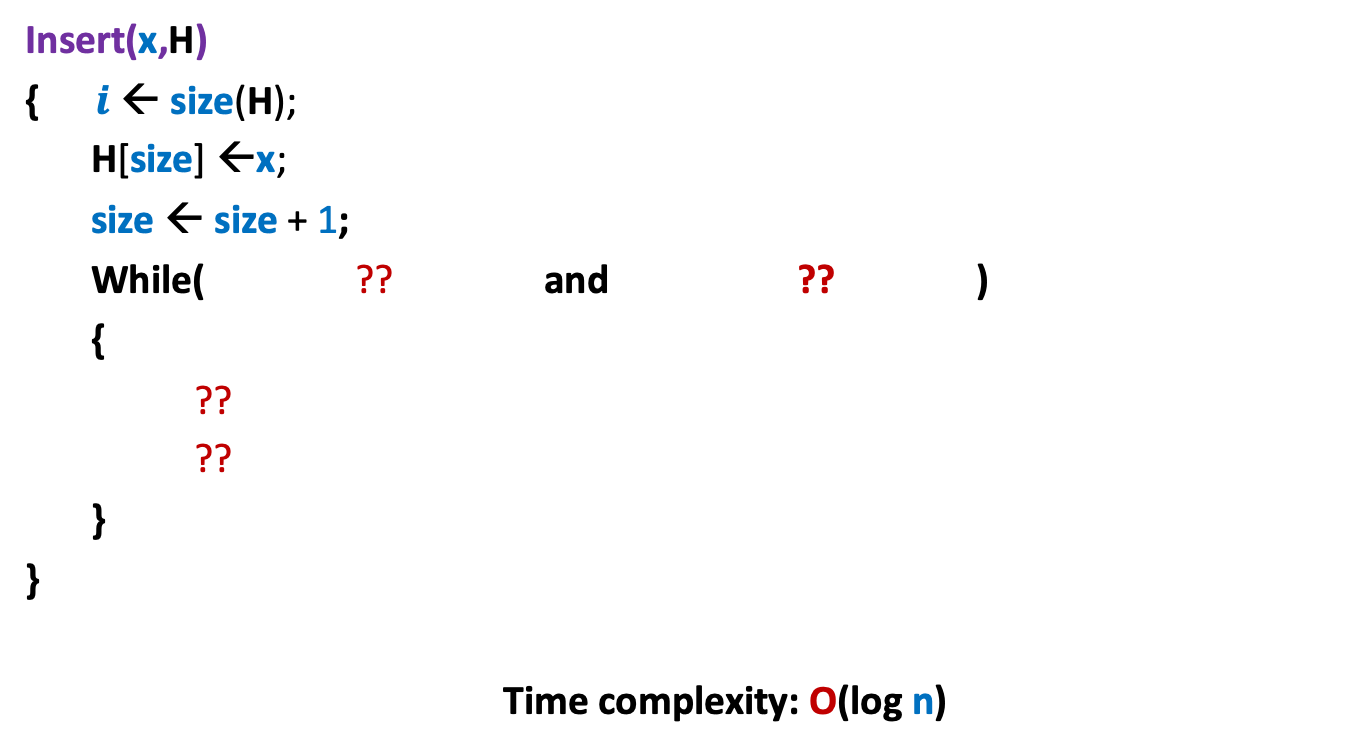 Insert(x,H)
{ i ← size(H);
H[size] ←x;
size ← size + 1;
While( ?? and ?? )
{
??
??
}
}
Time complexity: O(log n)